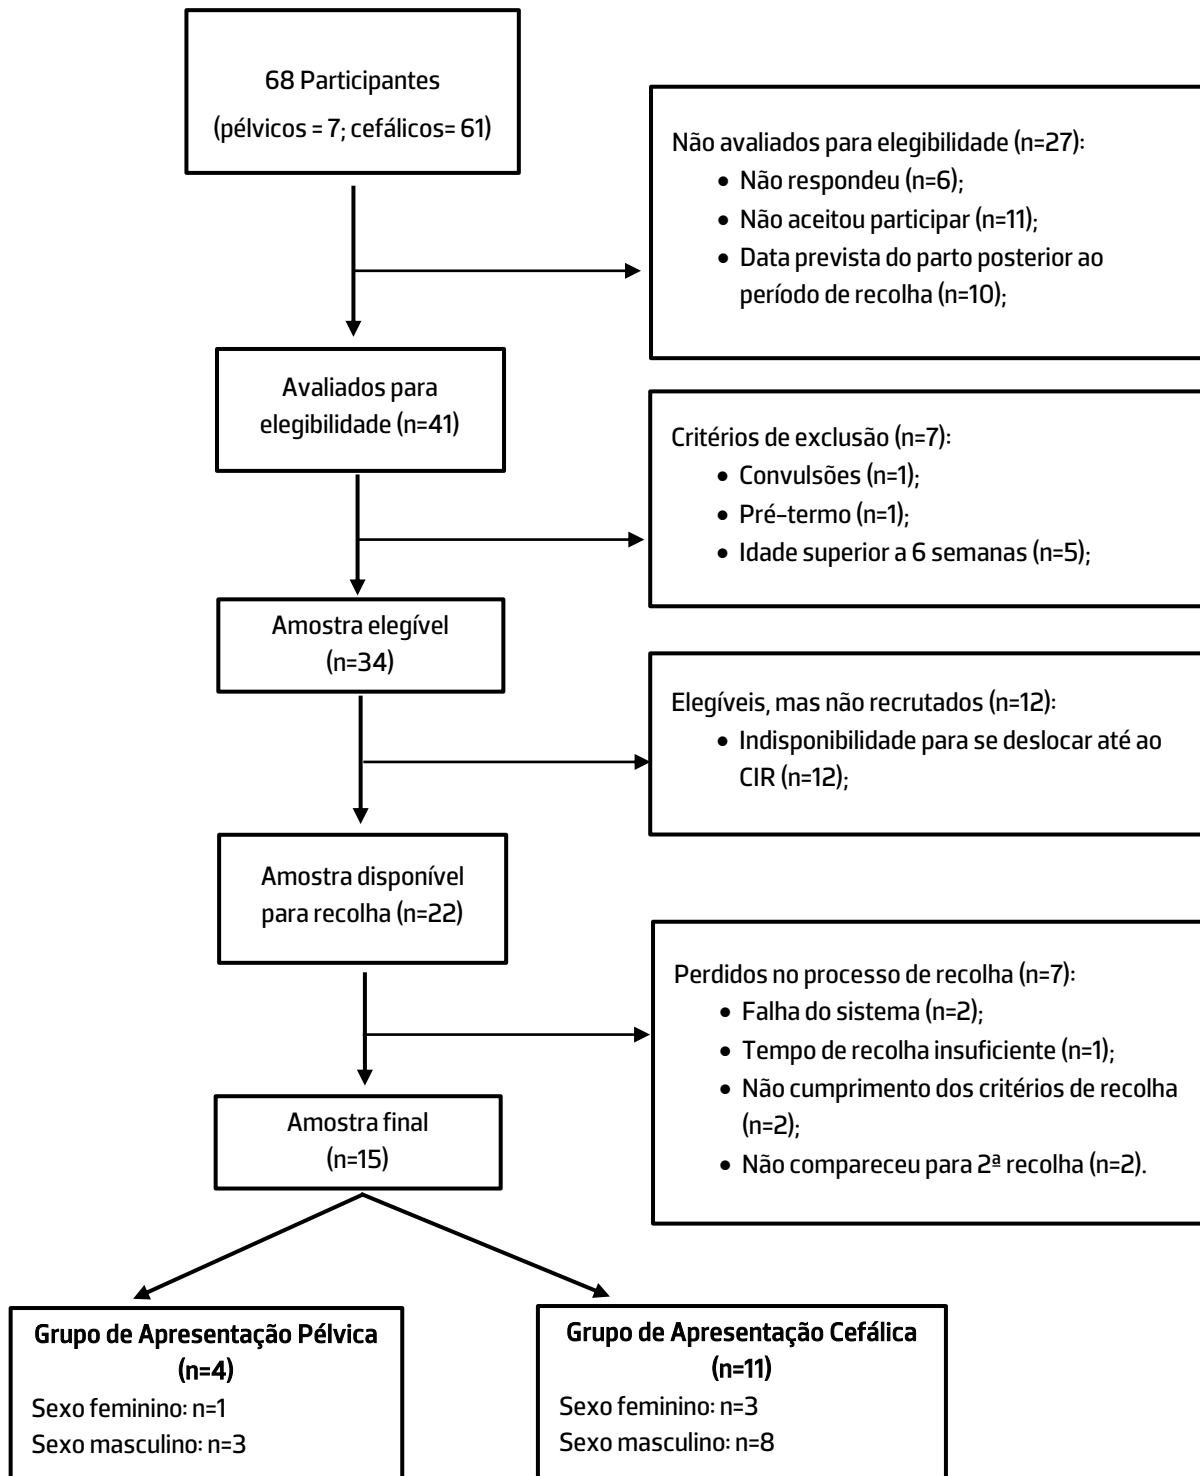 68 Participantes
(pélvicos = 7; cefálicos= 61)
Não avaliados para elegibilidade (n=27):
• Não respondeu (n=6);
• Não aceitou participar (n=11);
• Data prevista do parto posterior ao
período de recolha (n=10);
Avaliados para
elegibilidade (n=41)
Critérios de exclusão (n=7):
• Convulsões (n=1);
• Pré-termo (n=1);
• Idade superior a 6 semanas (n=5);
Amostra elegível
(n=34)
Elegíveis, mas não recrutados (n=12):
• Indisponibilidade para se deslocar até ao
CIR (n=12);
Amostra disponível
para recolha (n=22)
Perdidos no processo de recolha (n=7):
• Falha do sistema (n=2);
• Tempo de recolha insuficiente (n=1);
• Não cumprimento dos critérios de recolha
(n=2);
• Não compareceu para 2ª recolha (n=2).
Amostra final
(n=15)
Grupo de Apresentação Pélvica
(n=4)
Sexo feminino: n=1
Sexo masculino: n=3
Grupo de Apresentação Cefálica
(n=11)
Sexo feminino: n=3
Sexo masculino: n=8